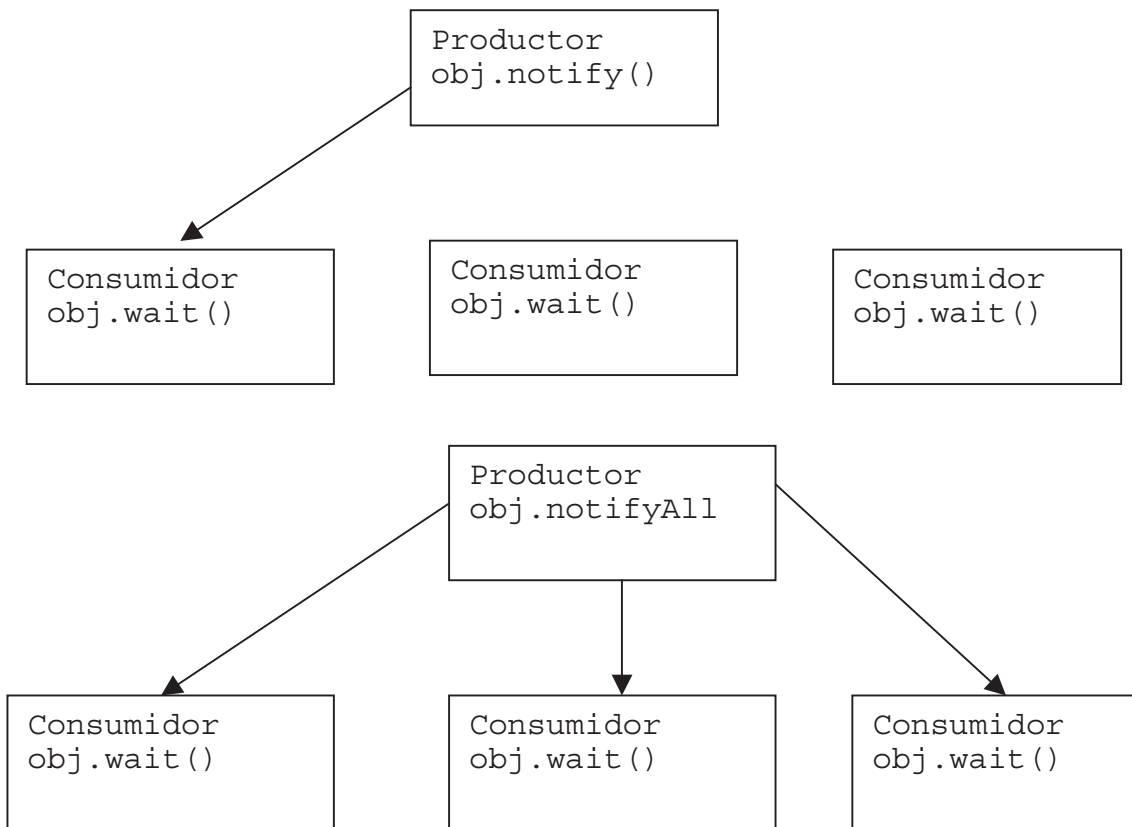 Productor
obj.notify()
Consumidor
obj.wait()
Consumidor
obj.wait()
Consumidor
obj.wait()
Productor
obj.notifyAll
Consumidor
obj.wait()
Consumidor
obj.wait()
Consumidor
obj.wait()